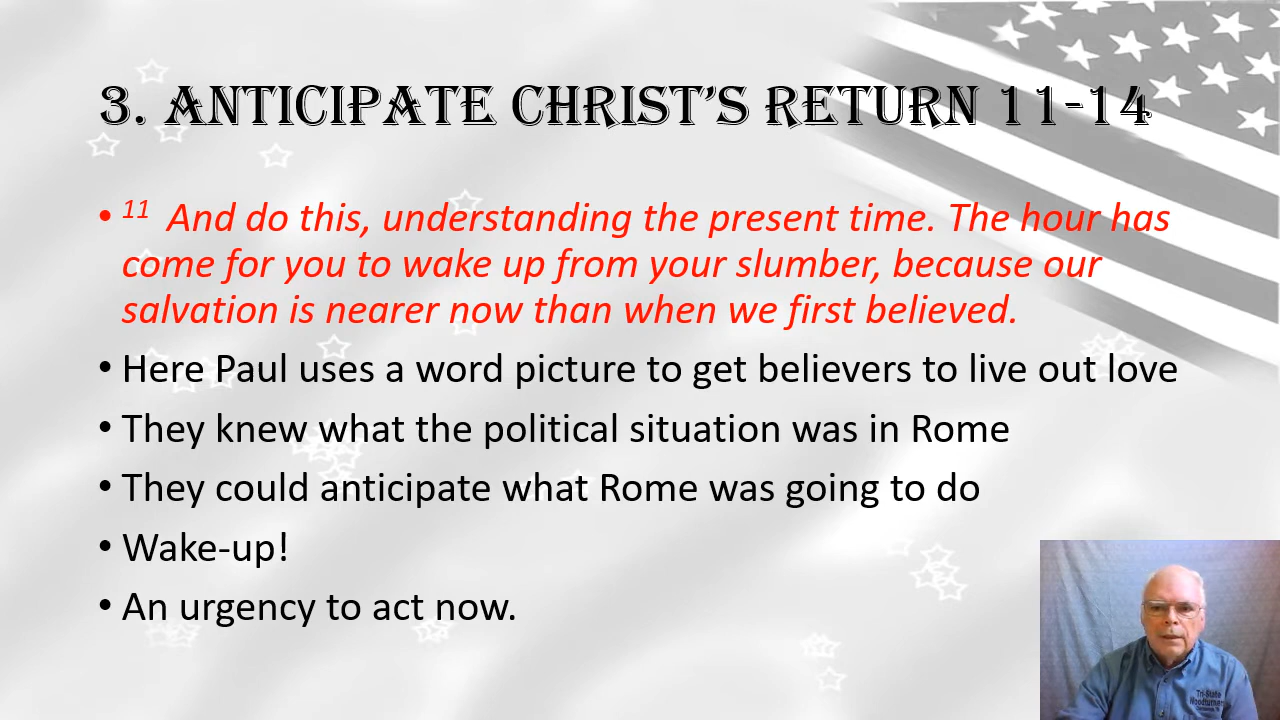 3. ANTICIPATE CHRIST'S RETURN 11-14
• 11 And do this, understanding the present time. The hour has
come for you to wake up from your slumber, because our
salvation is nearer now than when we first believed.
• Here Paul uses a word picture to get believers to live out love
• They knew what the political situation was in Rome
• They could anticipate what Rome was going to do
• Wake-up!
• An urgency to act now.
Tri-State